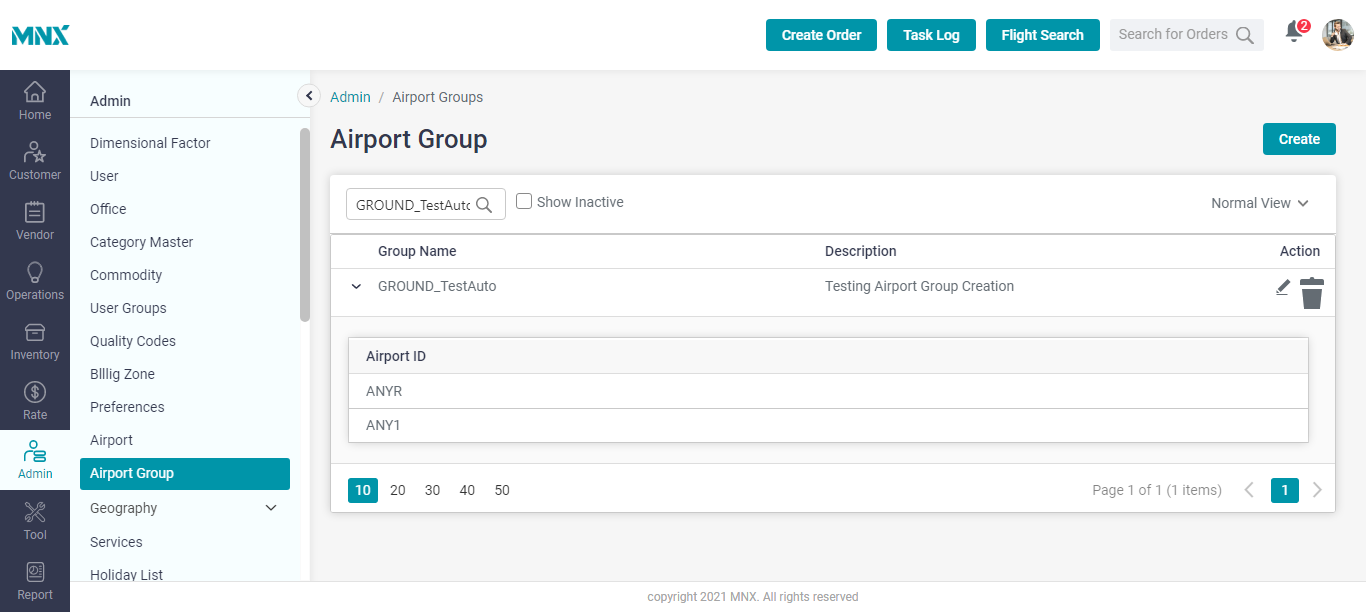 MNX
Create Order
Task Log
Flight Search
Search for Orders
2
Home
Customer
Vendor
Operations
Inventory
Rate
Admin
Tool
Report
Admin
Dimensional Factor
User
Office
Category Master
Commodity
User Groups
Quality Codes
Blllig Zone
Preferences
Airport
Airport Group
Geography
Services
Holiday List
Admin / Airport Groups
Airport Group
Create
GROUND_TestAuto
Show Inactive
Normal View
Group Name Description Action
GROUND_TestAuto Testing Airport Group Creation
Airport ID
ANYR
ANY1
10 20 30 40 50
Page 1 of 1 (1 items) 1
copyright 2021 MNX. All rights reserved